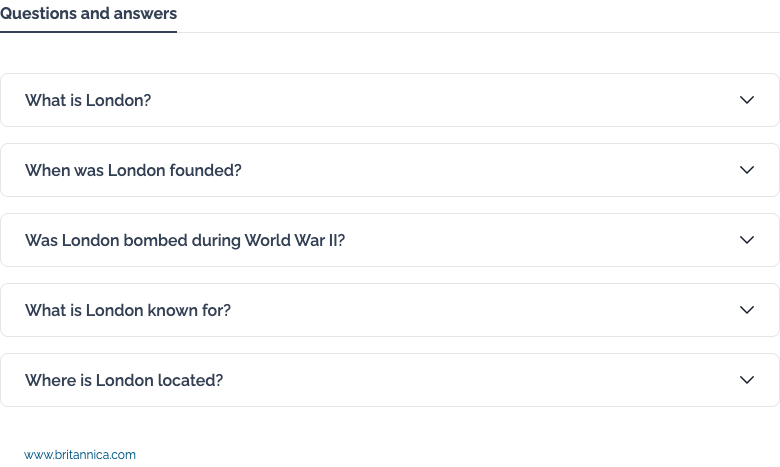 Questions and answers
What is London?
When was London founded?
Was London bombed during World War II?
What is London known for?
Where is London located?
www.britannica.com